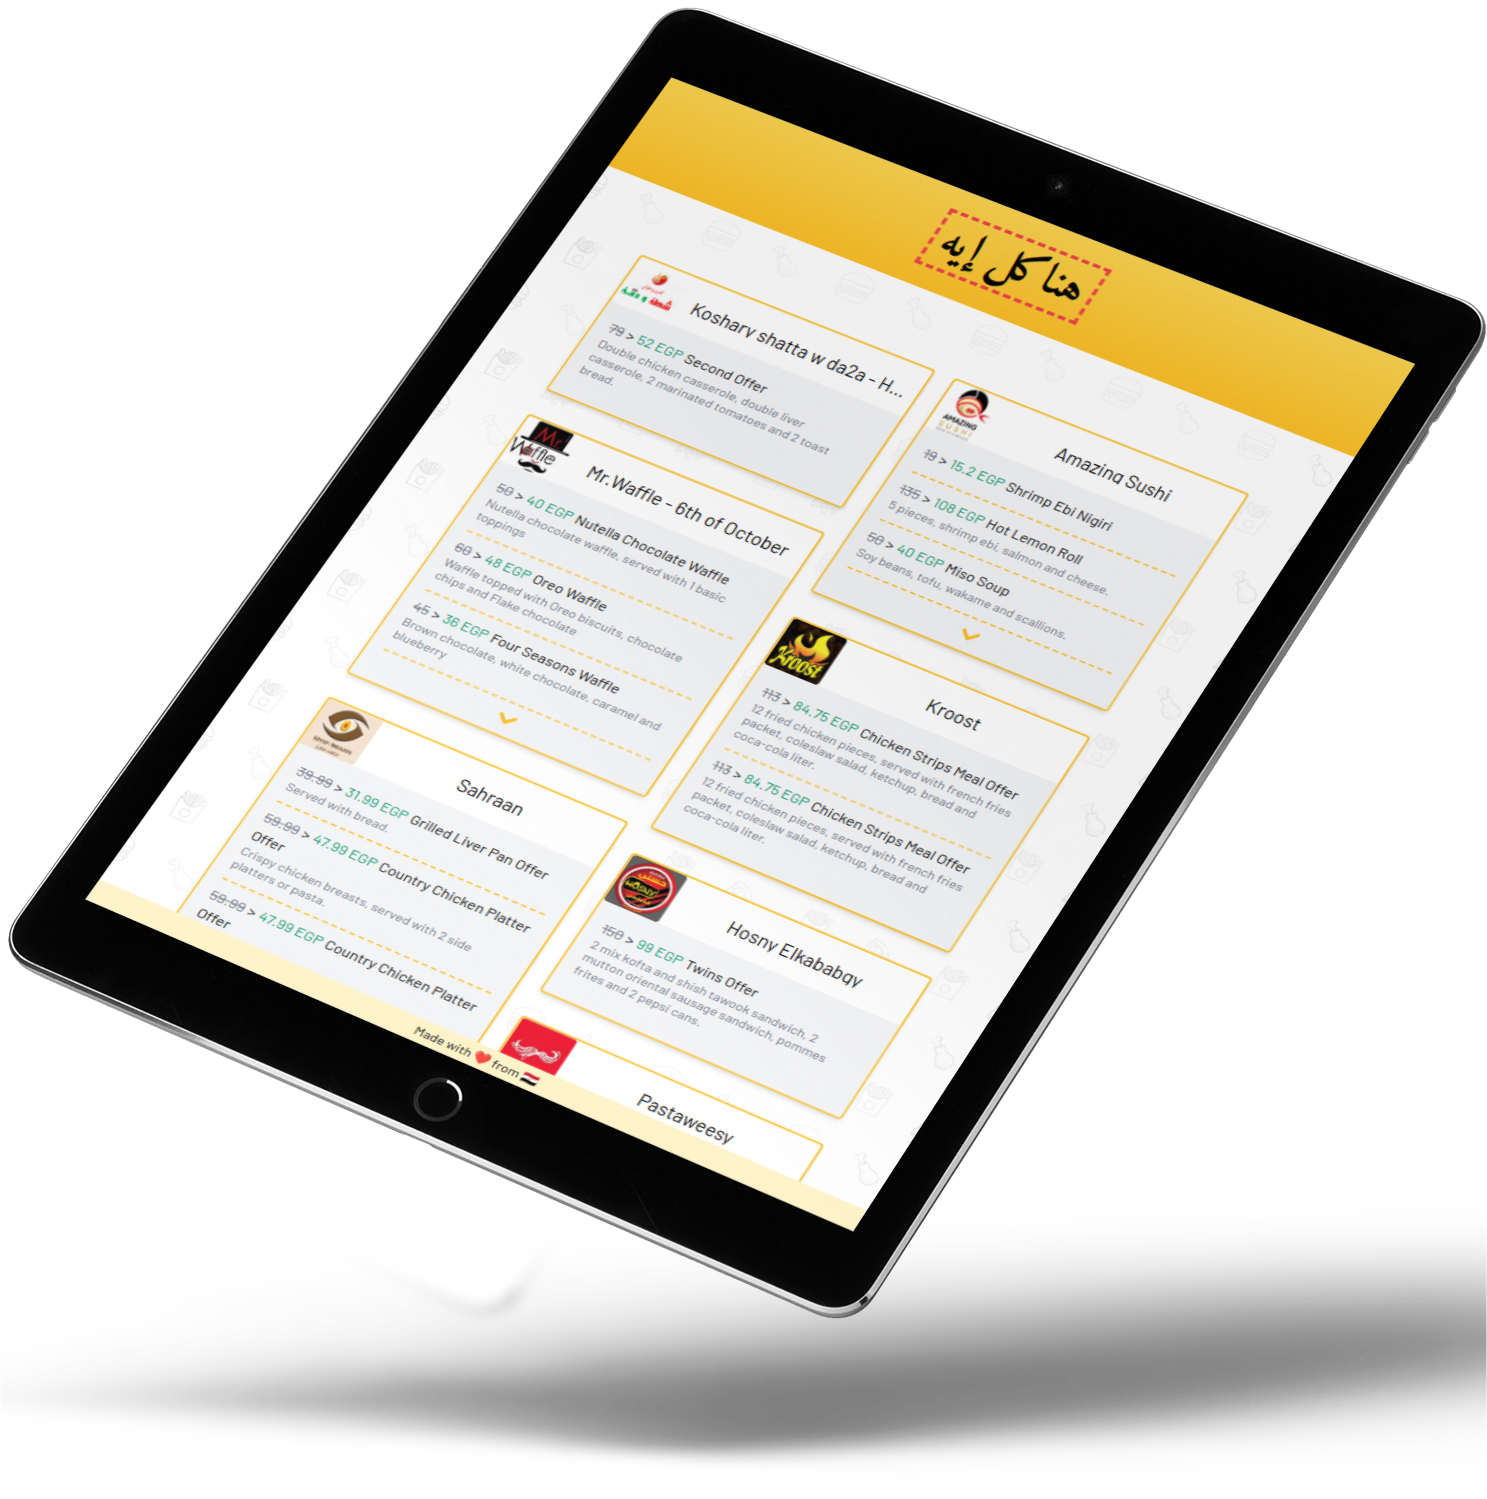 هنا كل إيه
شطة و دقة
Koshary shatta w da2a - H...
79 > 52 EGP Second Offer
Double chicken casserole, double liver
casserole, 2 marinated tomatoes and 2 toast
bread.
Mr. Waffle
Mr.Waffle - 6th of October
50 > 40 EGP Nutella Chocolate Waffle
Nutella chocolate waffle, served with 1 basic
toppings
60 > 48 EGP Oreo Waffle
Waffle topped with Oreo biscuits, chocolate
chips and Flake chocolate
45 > 36 EGP Four Seasons Waffle
Brown chocolate, white chocolate, caramel and
blueberry
Sahraan
39.99 > 31.99 EGP Grilled Liver Pan Offer
Served with bread.
59.99 > 47.99 EGP Country Chicken Platter
Offer
Crispy chicken breasts, served with 2 side
platters or pasta.
59.99 > 47.99 EGP Country Chicken Platter
Offer
AMAZING
SUSHI
Amazing Sushi
19 > 15.2 EGP Shrimp Ebi Nigiri
135 > 108 EGP Hot Lemon Roll
5 pieces, shrimp ebi, salmon and cheese.
50 > 40 EGP Miso Soup
Soy beans, tofu, wakame and scallions.
Kroost
Kroost
113 > 84.75 EGP Chicken Strips Meal Offer
12 fried chicken pieces, served with french fries
packet, coleslaw salad, ketchup, bread and
coca-cola liter.
113 > 84.75 EGP Chicken Strips Meal Offer
12 fried chicken pieces, served with french fries
packet, coleslaw salad, ketchup, bread and
coca-cola liter.
حسني
HOSNY
Hosny Elkababgy
150 > 99 EGP Twins Offer
2 mix kofta and shish tawook sandwich, 2
mutton oriental sausage sandwich, pommes
frites and 2 pepsi cans.
Pastaweesy
Made with ❤️ from 🇪🇬